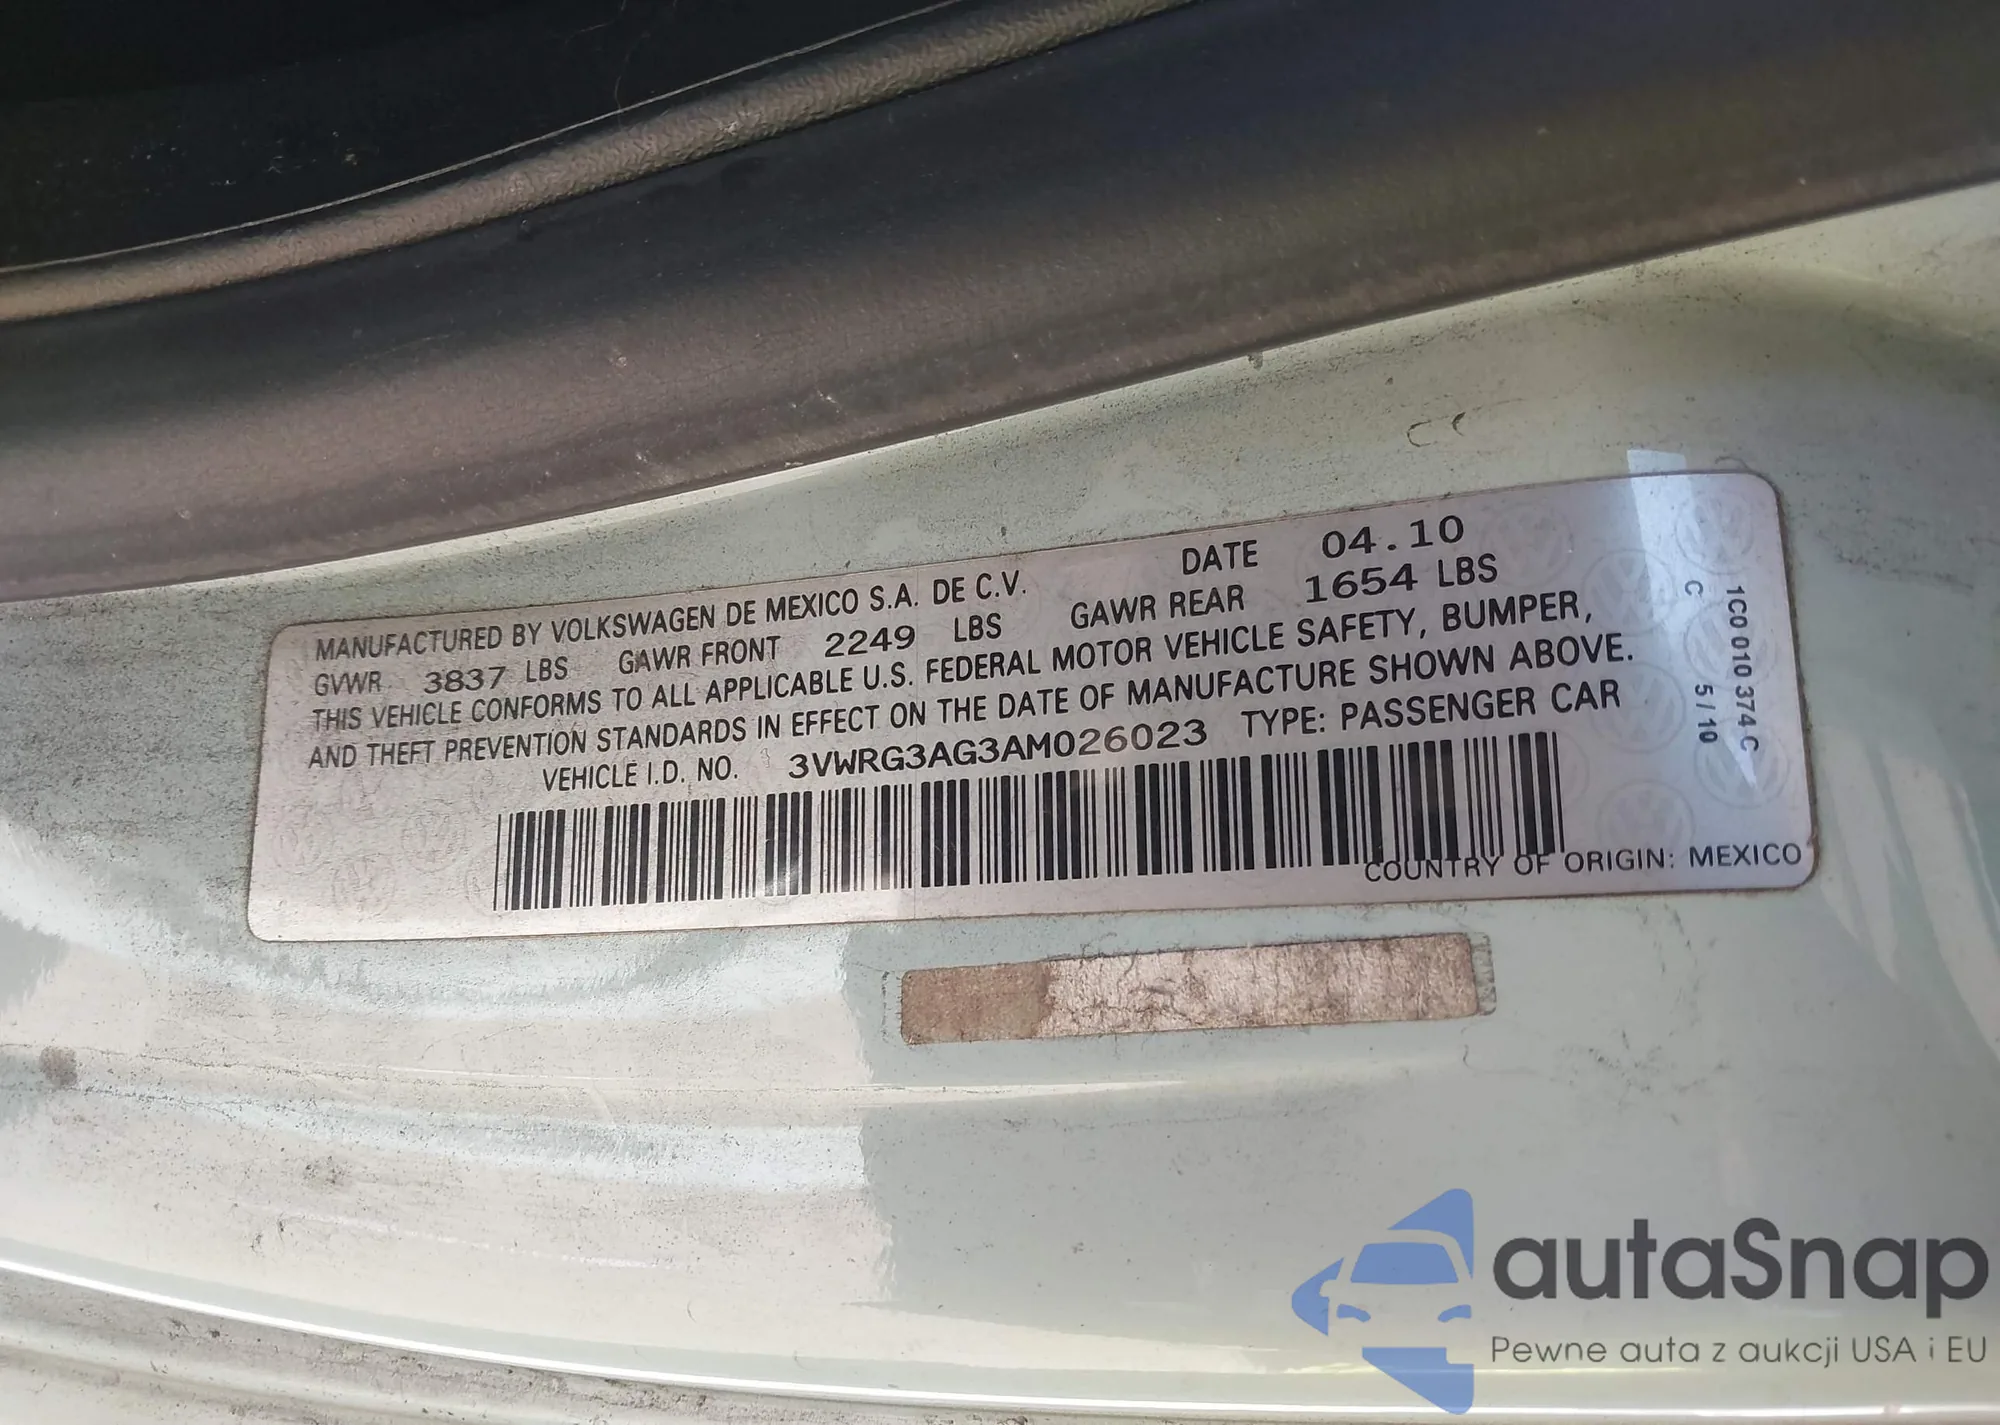 MANUFACTURED BY VOLKSWAGEN DE MEXICO S.A. DE C.V. DATE 04.10
GVWR 3837 LBS GAWR FRONT 2249 LBS GAWR REAR 1654 LBS
THIS VEHICLE CONFORMS TO ALL APPLICABLE U.S. FEDERAL MOTOR VEHICLE SAFETY, BUMPER,
AND THEFT PREVENTION STANDARDS IN EFFECT ON THE DATE OF MANUFACTURE SHOWN ABOVE.
VEHICLE I.D. NO. 3VWRG3AG3AM026023 TYPE: PASSENGER CAR
COUNTRY OF ORIGIN: MEXICO
1C0 010 374 C
C 5/10
autaSnap
Pewne auta z aukcji USA i EU